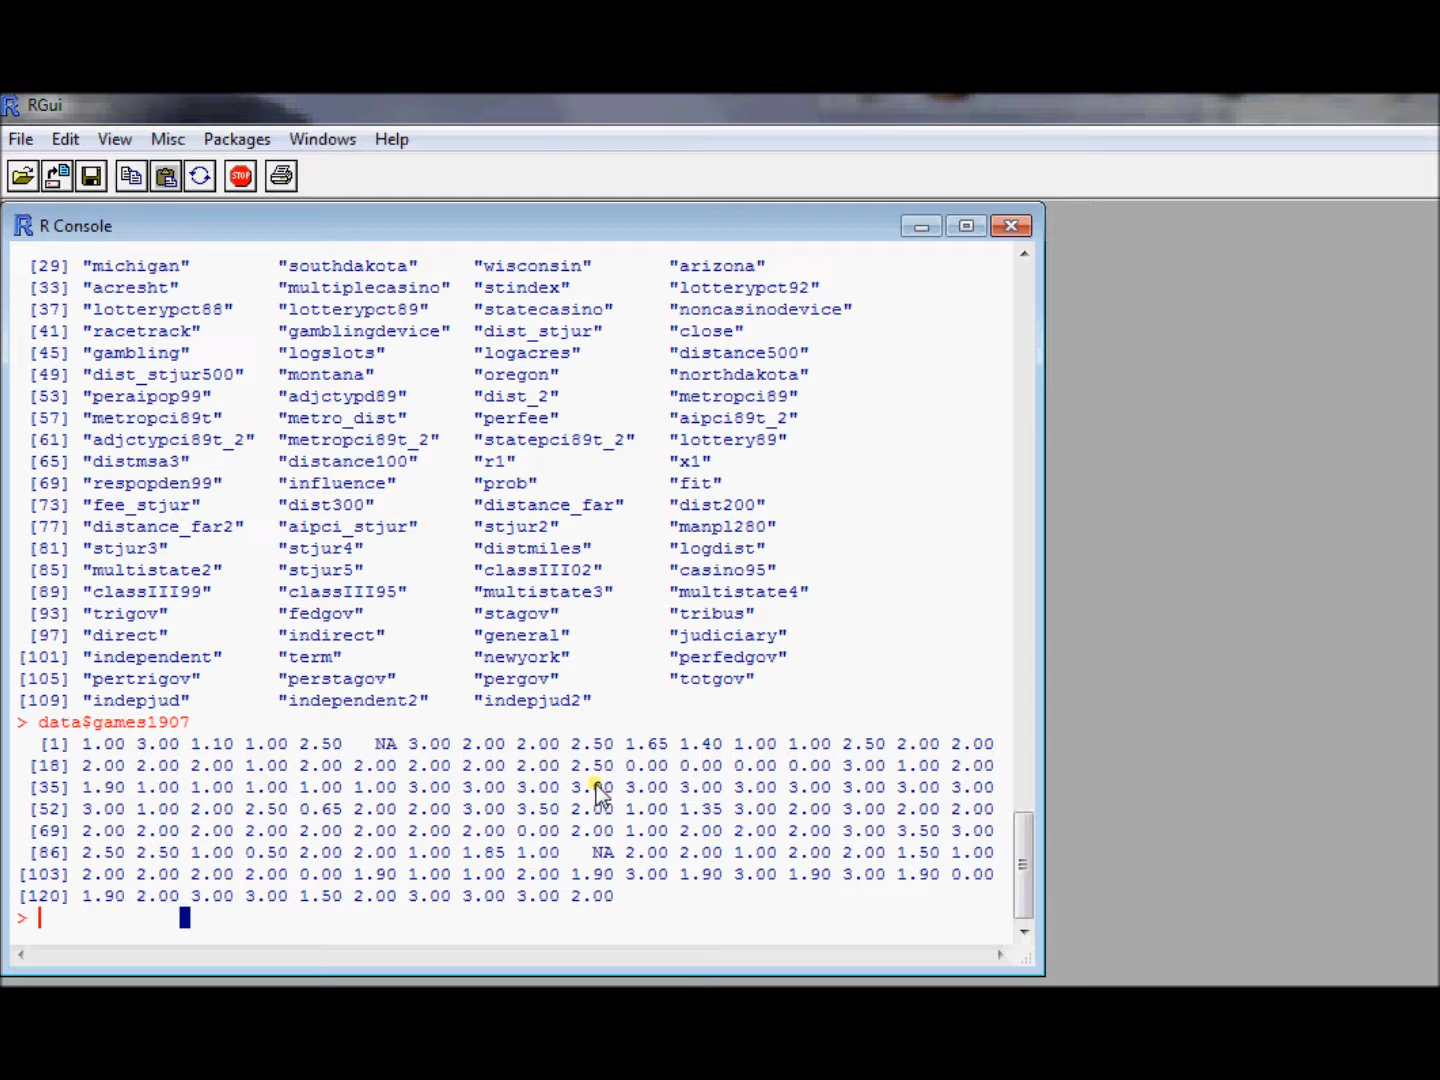 RGui
File Edit View Misc Packages Windows Help
STOP
R Console
[29] "michigan" "southdakota" "wisconsin" "arizona"
[33] "acresht" "multiplecasino" "stindex" "lotterypct92"
[37] "lotterypct88" "lotterypct89" "statecasino" "noncasinodevice"
[41] "racetrack" "gamblingdevice" "dist_stjur" "close"
[45] "gambling" "logslots" "logacres" "distance500"
[49] "dist_stjur500" "montana" "oregon" "northdakota"
[53] "peraipop99" "adjctypd89" "dist_2" "metropci89"
[57] "metropci89t" "metro_dist" "perfee" "aipci89t_2"
[61] "adjctypci89t_2" "metropci89t_2" "statepci89t_2" "lottery89"
[65] "distmsa3" "distance100" "r1" "x1"
[69] "respopden99" "influence" "prob" "fit"
[73] "fee_stjur" "dist300" "distance_far" "dist200"
[77] "distance_far2" "aipci_stjur" "stjur2" "manpl280"
[81] "stjur3" "stjur4" "distmiles" "logdist"
[85] "multistate2" "stjur5" "classIII02" "casino95"
[89] "classIII99" "classIII95" "multistate3" "multistate4"
[93] "trigov" "fedgov" "stagov" "tribus"
[97] "direct" "indirect" "general" "judiciary"
[101] "independent" "term" "newyork" "perfedgov"
[105] "pertrigov" "perstagov" "pergov" "totgov"
[109] "indepjud" "independent2" "indepjud2"
> data$games1907
[1] 1.00 3.00 1.10 1.00 2.50 NA 3.00 2.00 2.00 2.50 1.65 1.40 1.00 1.00 2.50 2.00 2.00
[18] 2.00 2.00 2.00 1.00 2.00 2.00 2.00 2.00 2.00 2.50 0.00 0.00 0.00 0.00 3.00 1.00 2.00
[35] 1.90 1.00 1.00 1.00 1.00 1.00 3.00 3.00 3.00 3.00 3.00 3.00 3.00 3.00 3.00 3.00 3.00
[52] 3.00 1.00 2.00 2.50 0.65 2.00 2.00 3.00 3.50 2.00 1.00 1.35 3.00 2.00 3.00 2.00 2.00
[69] 2.00 2.00 2.00 2.00 2.00 2.00 2.00 2.00 0.00 2.00 1.00 2.00 2.00 2.00 3.00 3.50 3.00
[86] 2.50 2.50 1.00 0.50 2.00 2.00 1.00 1.85 1.00 NA 2.00 2.00 1.00 2.00 2.00 1.50 1.00
[103] 2.00 2.00 2.00 2.00 0.00 1.90 1.00 1.00 2.00 1.90 3.00 1.90 3.00 1.90 3.00 1.90 0.00
[120] 1.90 2.00 3.00 3.00 1.50 2.00 3.00 3.00 3.00 2.00
>